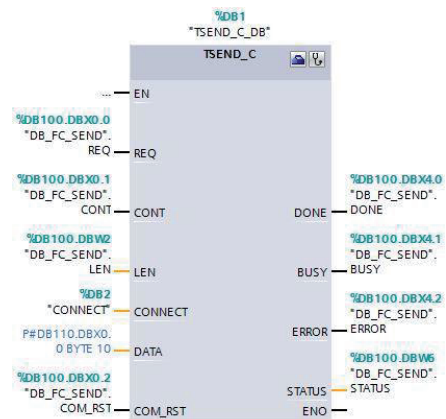 %DB1
"TSEND_C_DB"
TSEND_C
... EN
%DB100.DBX0.0
"DB_FC_SEND".
REQ REQ
%DB100.DBX0.1
"DB_FC_SEND".
CONT CONT
%DB100.DBW2
"DB_FC_SEND".
LEN LEN
%DB2
"CONNECT" CONNECT
P#DB110.DBX0.
0 BYTE 10 DATA
%DB100.DBX0.2
"DB_FC_SEND".
COM_RST COM_RST
%DB100.DBX4.0
"DB_FC_SEND".
DONE DONE
%DB100.DBX4.1
"DB_FC_SEND".
BUSY BUSY
%DB100.DBX4.2
"DB_FC_SEND".
ERROR ERROR
%DB100.DBW6
"DB_FC_SEND".
STATUS STATUS
ENO